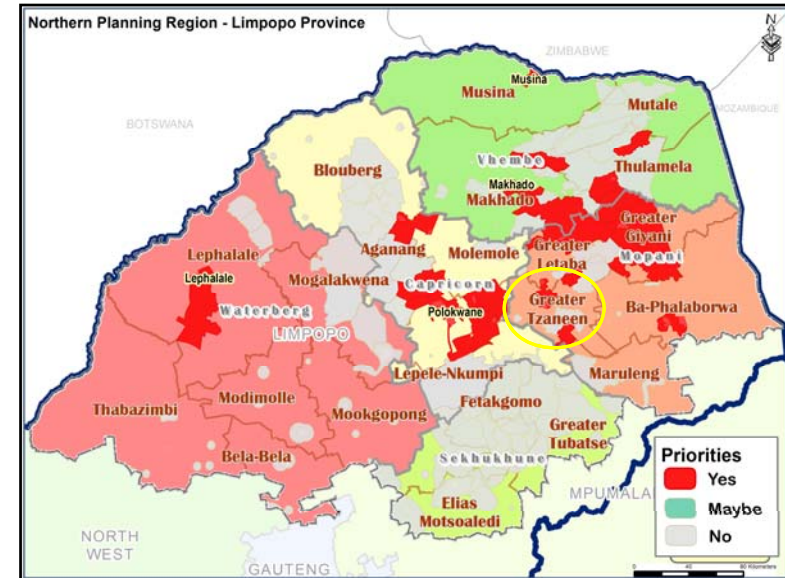 Northern Planning Region - Limpopo Province
N
ZIMBABWE
Musina
Musina
Mutale
MOZAMBIQUE
BOTSWANA
Vhembe
Blouberg
Thulamela
Makhado
Makhado
Greater
Giyani
Lephalale
Aganang
Molemole
Greater
Letaba
Mopani
Lephalale
Mogalakwena
Capricorn
Greater
Tzaneen
Ba-Phalaborwa
Waterberg
Polokwane
LIMPOPO
Lepele-Nkumpi
Maruleng
Modimolle
Fetakgomo
Thabazimbi
Mookgopong
Greater
Tubatse
Bela-Bela
Sekhukhune
Priorities
Yes
Maybe
No
Elias
Motsoaledi
NORTH
WEST
GAUTENG